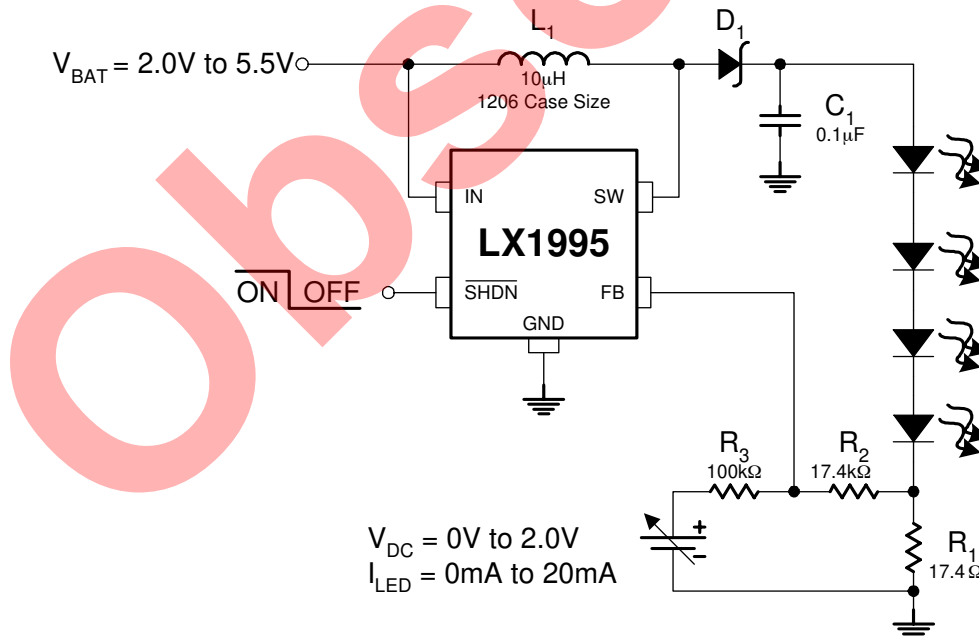 L1
D1
VBAT = 2.0V to 5.5V
10μH
1206 Case Size
C1
0.1μF
IN
SW
LX1995
ON OFF
SHDN
FB
GND
R3
100kΩ
R2
17.4kΩ
+
-
VDC = 0V to 2.0V
ILED = 0mA to 20mA
R1
17.4Ω